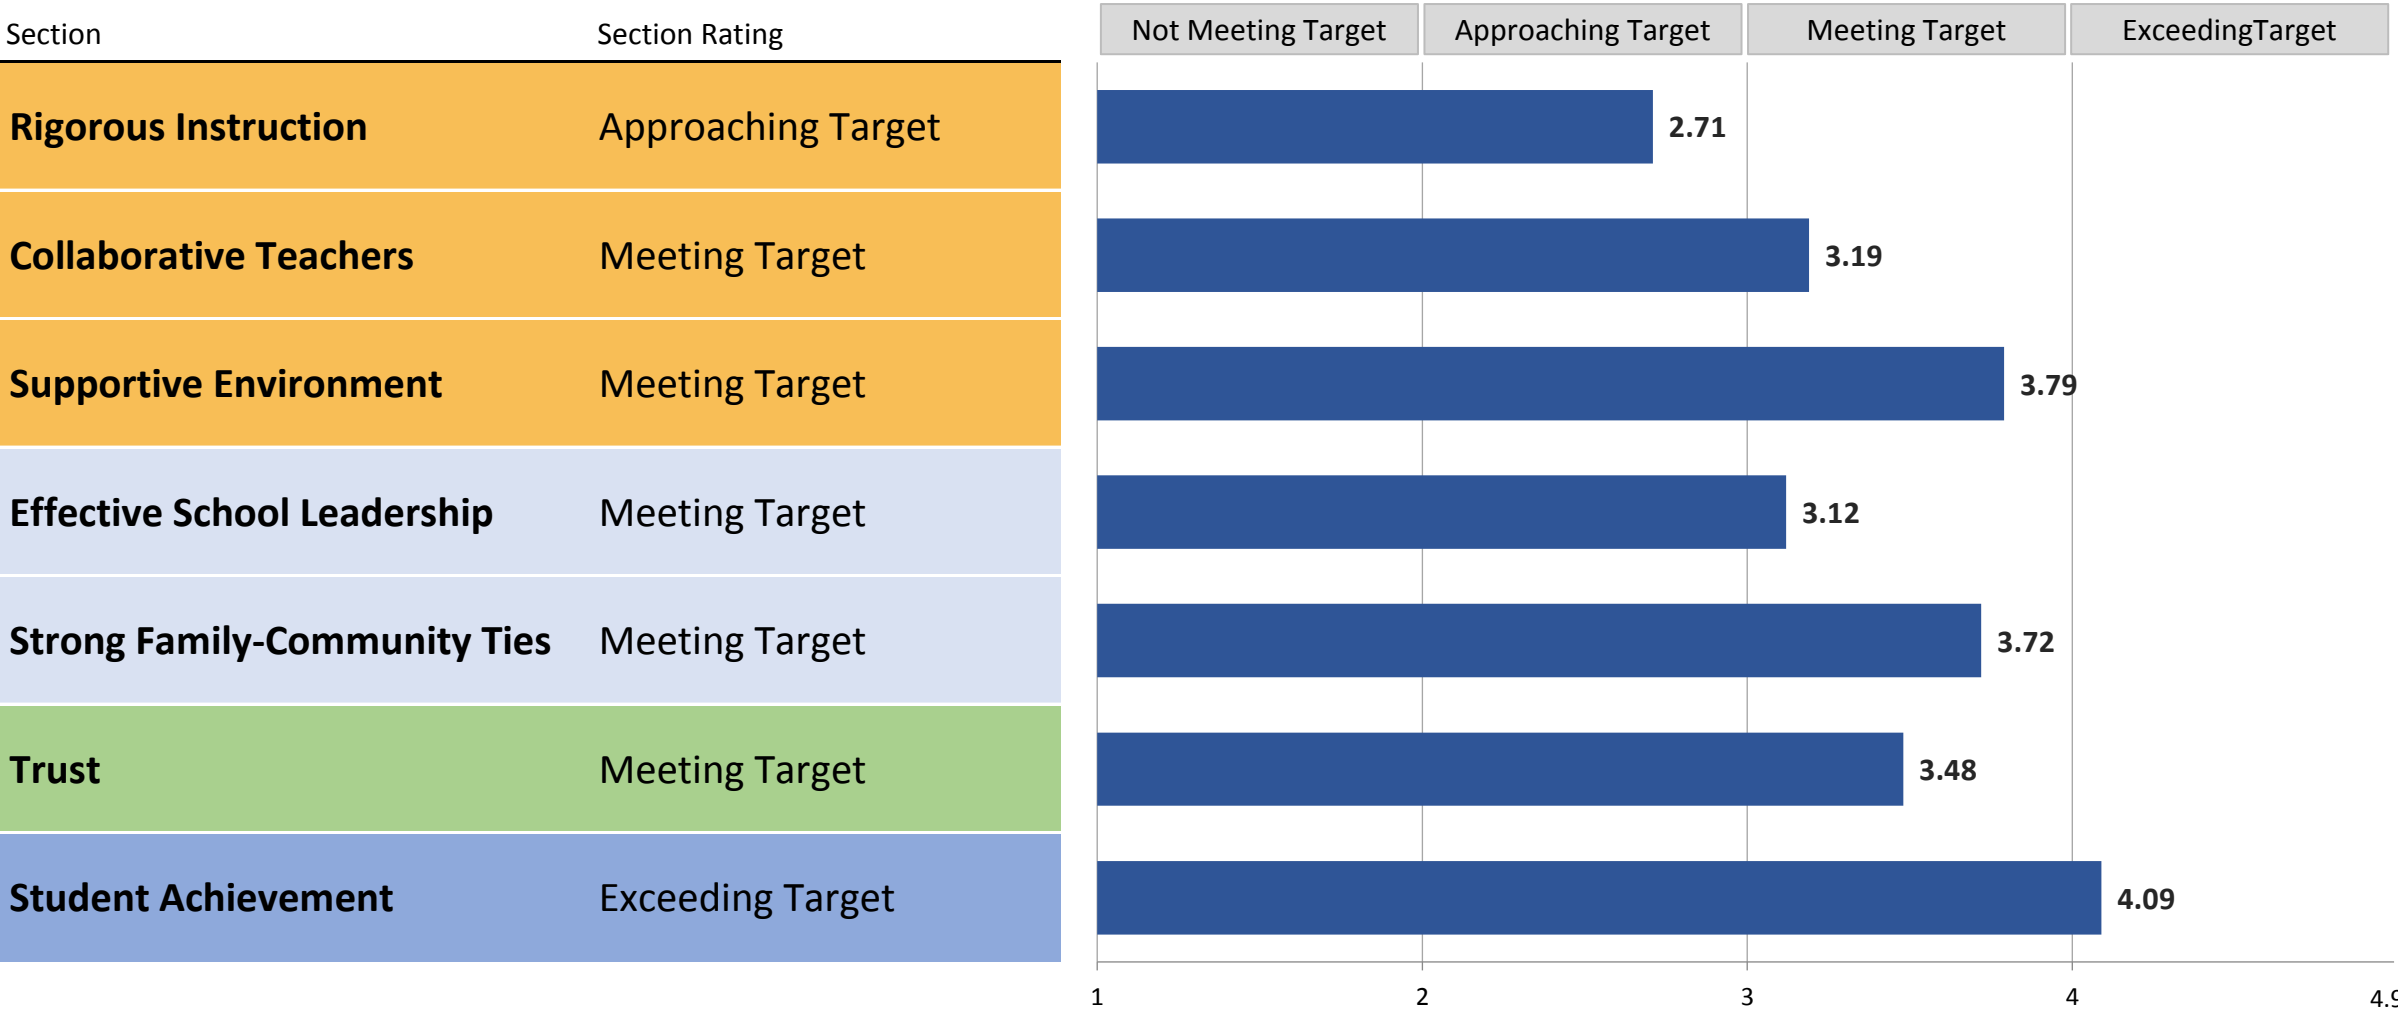 Section Section Rating Not Meeting Target Approaching Target Meeting Target ExceedingTarget
Rigorous Instruction Approaching Target 2.71
Collaborative Teachers Meeting Target 3.19
Supportive Environment Meeting Target 3.79
Effective School Leadership Meeting Target 3.12
Strong Family-Community Ties Meeting Target 3.72
Trust Meeting Target 3.48
Student Achievement Exceeding Target 4.09
1 2 3 4 4.9